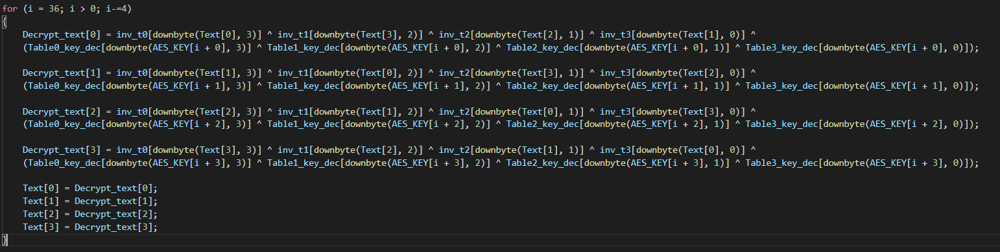 for (i = 36; i > 0; i-=4)
{
Decrypt_text[0] = inv_t0[downbyte(Text[0], 3)] ^ inv_t1[downbyte(Text[3], 2)] ^ inv_t2[downbyte(Text[2], 1)] ^ inv_t3[downbyte(Text[1], 0)] ^
(Table0_key_dec[downbyte(AES_KEY[i + 0], 3)] ^ Table1_key_dec[downbyte(AES_KEY[i + 0], 2)] ^ Table2_key_dec[downbyte(AES_KEY[i + 0], 1)] ^ Table3_key_dec[downbyte(AES_KEY[i + 0], 0)]);
Decrypt_text[1] = inv_t0[downbyte(Text[1], 3)] ^ inv_t1[downbyte(Text[0], 2)] ^ inv_t2[downbyte(Text[3], 1)] ^ inv_t3[downbyte(Text[2], 0)] ^
(Table0_key_dec[downbyte(AES_KEY[i + 1], 3)] ^ Table1_key_dec[downbyte(AES_KEY[i + 1], 2)] ^ Table2_key_dec[downbyte(AES_KEY[i + 1], 1)] ^ Table3_key_dec[downbyte(AES_KEY[i + 1], 0)]);
Decrypt_text[2] = inv_t0[downbyte(Text[2], 3)] ^ inv_t1[downbyte(Text[1], 2)] ^ inv_t2[downbyte(Text[0], 1)] ^ inv_t3[downbyte(Text[3], 0)] ^
(Table0_key_dec[downbyte(AES_KEY[i + 2], 3)] ^ Table1_key_dec[downbyte(AES_KEY[i + 2], 2)] ^ Table2_key_dec[downbyte(AES_KEY[i + 2], 1)] ^ Table3_key_dec[downbyte(AES_KEY[i + 2], 0)]);
Decrypt_text[3] = inv_t0[downbyte(Text[3], 3)] ^ inv_t1[downbyte(Text[2], 2)] ^ inv_t2[downbyte(Text[1], 1)] ^ inv_t3[downbyte(Text[0], 0)] ^
(Table0_key_dec[downbyte(AES_KEY[i + 3], 3)] ^ Table1_key_dec[downbyte(AES_KEY[i + 3], 2)] ^ Table2_key_dec[downbyte(AES_KEY[i + 3], 1)] ^ Table3_key_dec[downbyte(AES_KEY[i + 3], 0)]);
Text[0] = Decrypt_text[0];
Text[1] = Decrypt_text[1];
Text[2] = Decrypt_text[2];
Text[3] = Decrypt_text[3];
}